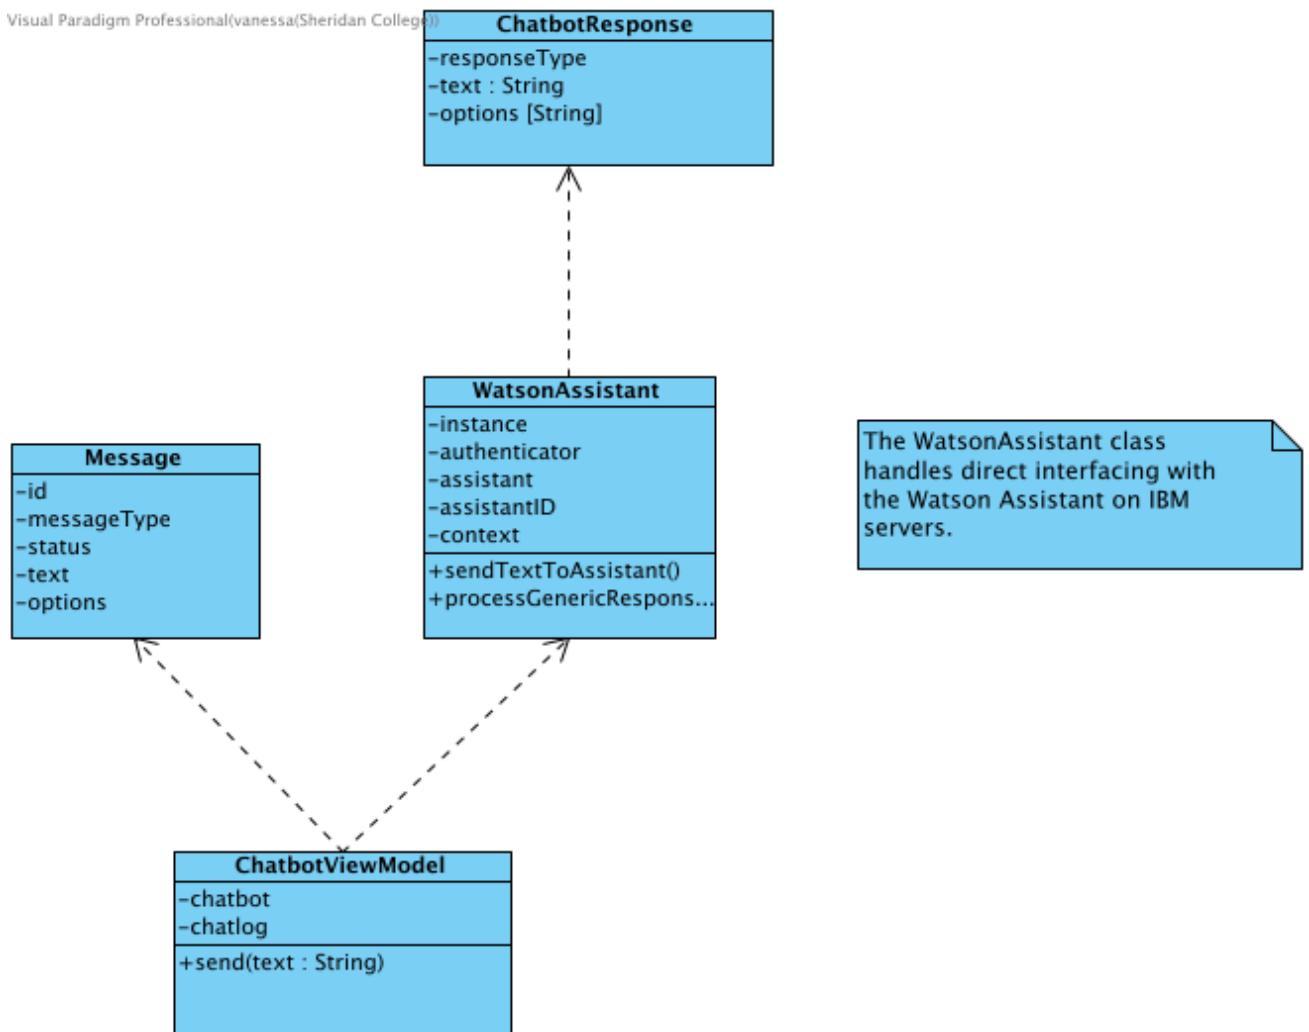 Visual Paradigm Professional(vanessa(Sheridan College))
ChatbotResponse
-responseType
-text : String
-options [String]
WatsonAssistant
-instance
-authenticator
-assistant
-assistantID
-context
+sendTextToAssistant()
+processGenericRespons...
The WatsonAssistant class
handles direct interfacing with
the Watson Assistant on IBM
servers.
Message
-id
-messageType
-status
-text
-options
ChatbotViewModel
-chatbot
-chatlog
+send(text : String)